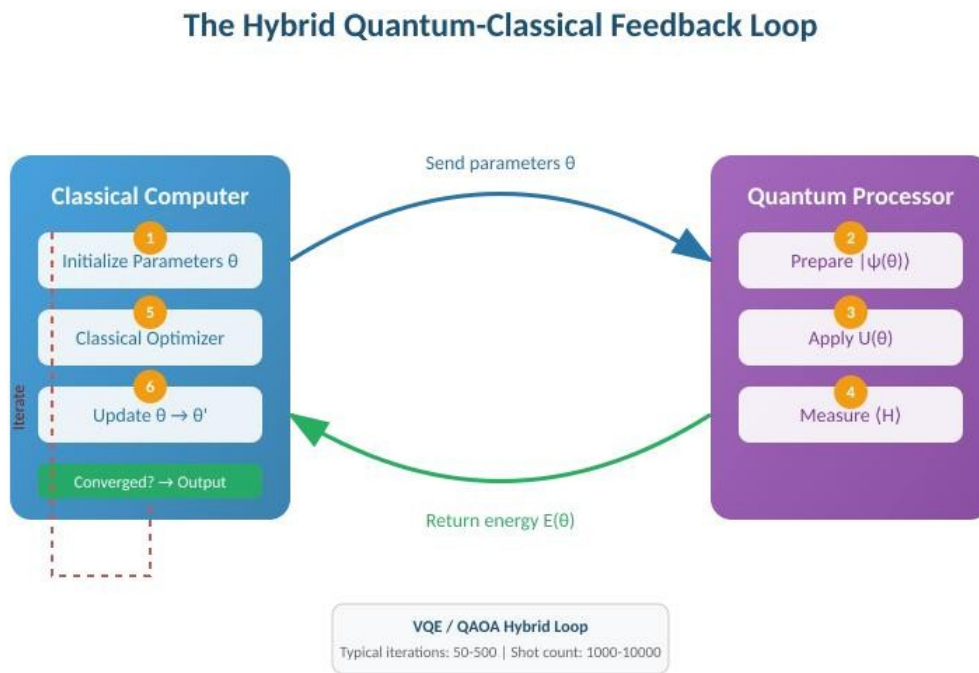 The Hybrid Quantum-Classical Feedback Loop
Send parameters θ
Classical Computer
1
Initialize Parameters θ
5
Classical Optimizer
6
Update θ → θ'
Converged? → Output
Iterate
Quantum Processor
2
Prepare |ψ(θ)⟩
3
Apply U(θ)
4
Measure ⟨H⟩
Return energy E(θ)
VQE / QAOA Hybrid Loop
Typical iterations: 50-500 | Shot count: 1000-10000